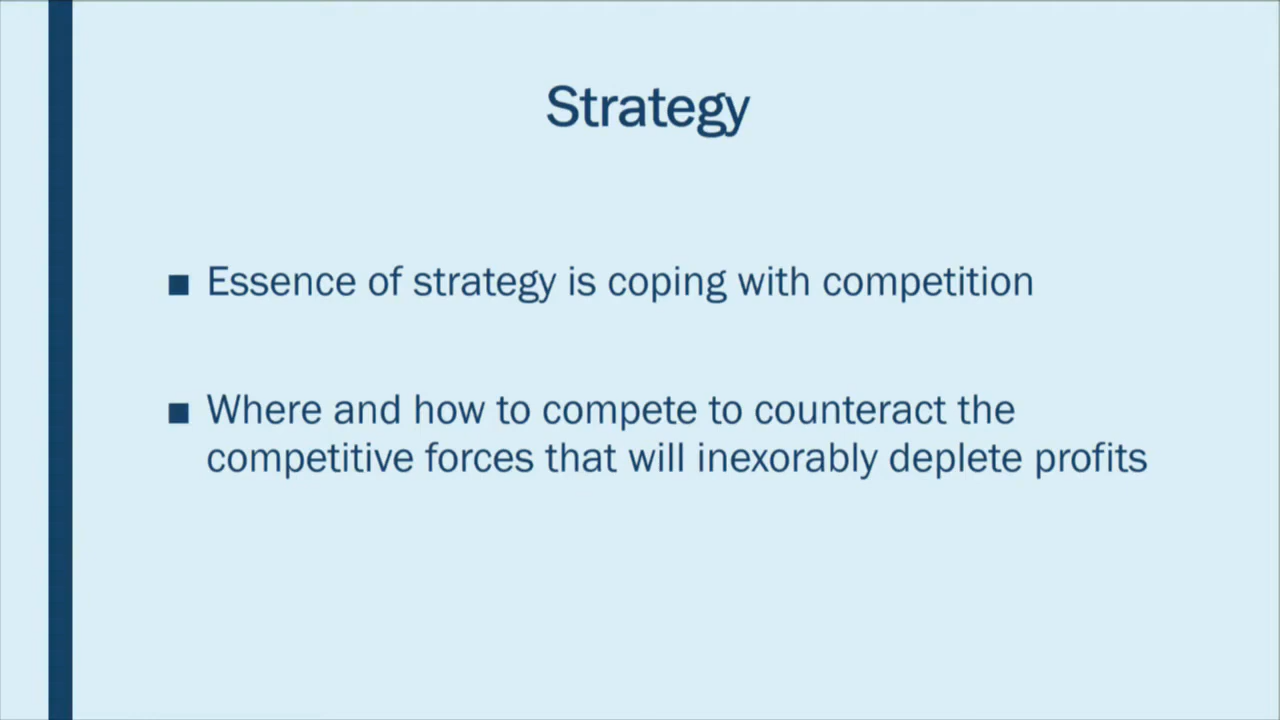 Strategy
■ Essence of strategy is coping with competition
■ Where and how to compete to counteract the
competitive forces that will inexorably deplete profits